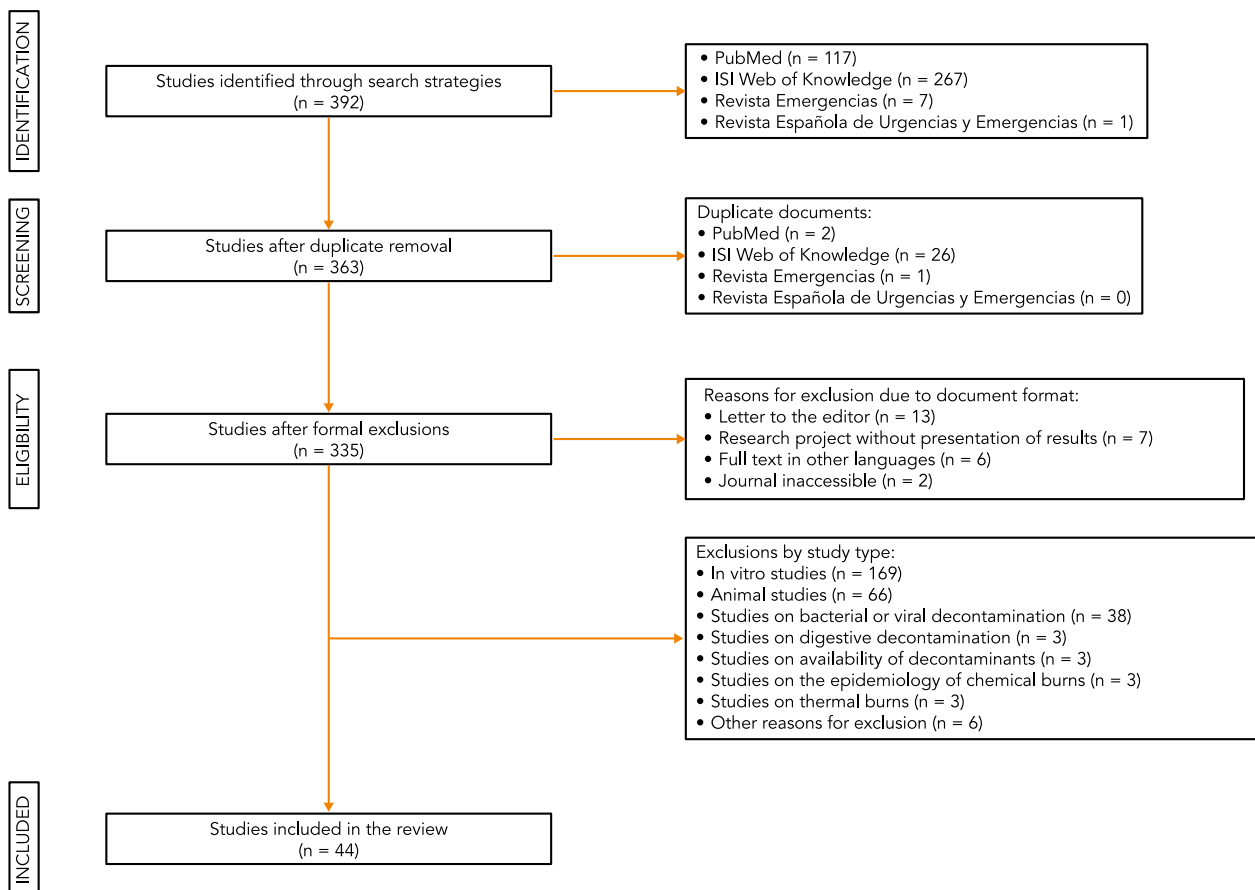 IDENTIFICATION
Studies identified through search strategies
(n = 392)
• PubMed (n = 117)
• ISI Web of Knowledge (n = 267)
• Revista Emergencias (n = 7)
• Revista Española de Urgencias y Emergencias (n = 1)
SCREENING
Studies after duplicate removal
(n = 363)
Duplicate documents:
• PubMed (n = 2)
• ISI Web of Knowledge (n = 26)
• Revista Emergencias (n = 1)
• Revista Española de Urgencias y Emergencias (n = 0)
ELIGIBILITY
Studies after formal exclusions
(n = 335)
Reasons for exclusion due to document format:
• Letter to the editor (n = 13)
• Research project without presentation of results (n = 7)
• Full text in other languages (n = 6)
• Journal inaccessible (n = 2)
Exclusions by study type:
• In vitro studies (n = 169)
• Animal studies (n = 66)
• Studies on bacterial or viral decontamination (n = 38)
• Studies on digestive decontamination (n = 3)
• Studies on availability of decontaminants (n = 3)
• Studies on the epidemiology of chemical burns (n = 3)
• Studies on thermal burns (n = 3)
• Other reasons for exclusion (n = 6)
INCLUDED
Studies included in the review
(n = 44)